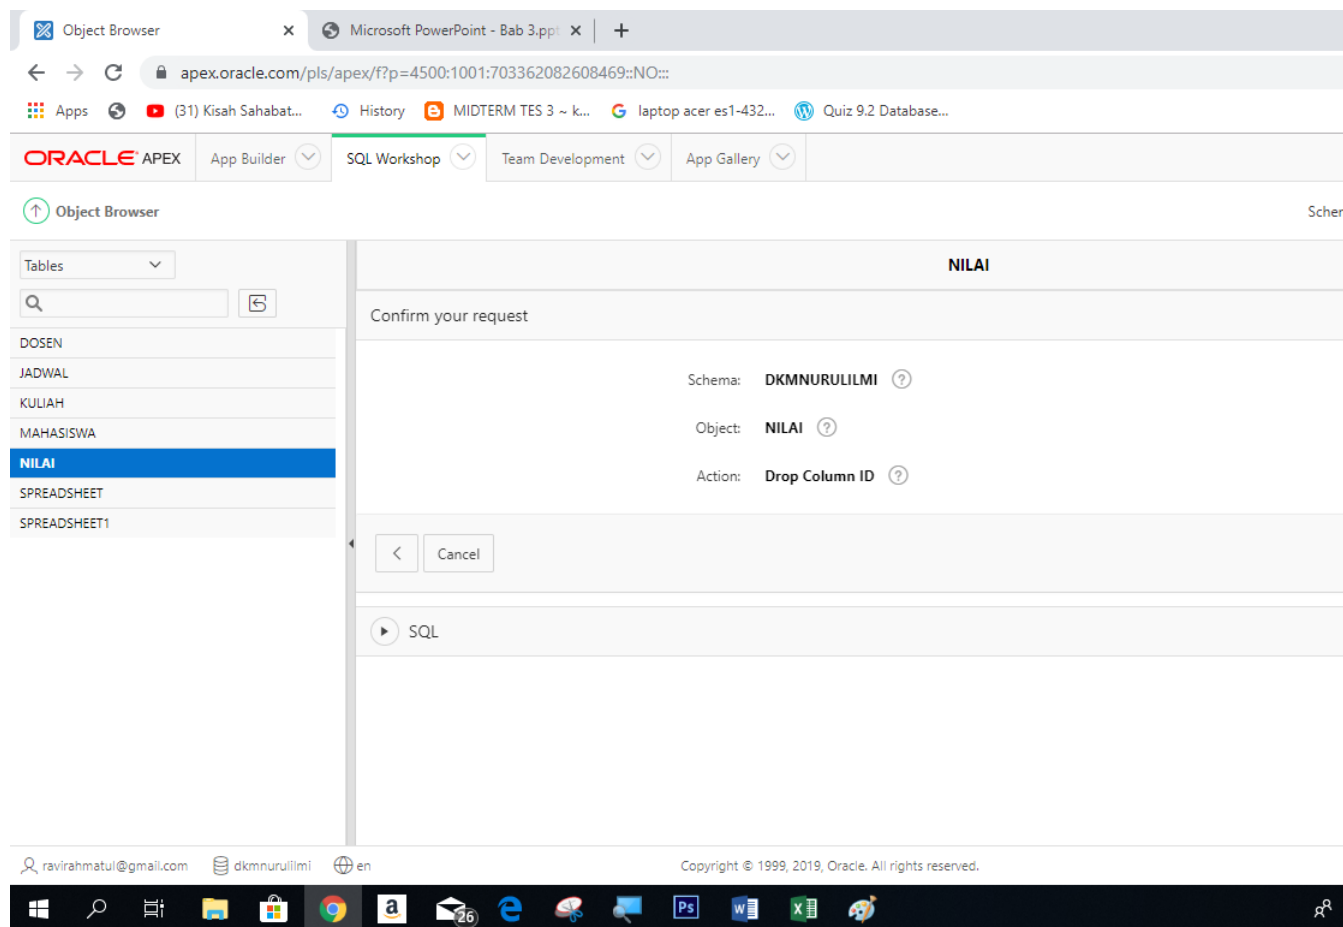 Object Browser
Microsoft PowerPoint - Bab 3.ppt
apex.oracle.com/pls/apex/f?p=4500:1001:703362082608469::NO:::
Apps (31) Kisah Sahabat... History MIDTERM TES 3 ~ k... laptop acer es1-432... Quiz 9.2 Database...
ORACLE APEX App Builder SQL Workshop Team Development App Gallery
Object Browser
Schem
Tables
NILAI
Confirm your request
DOSEN
JADWAL
KULIAH
MAHASISWA
NILAI
SPREADSHEET
SPREADSHEET1
Schema: DKMNURULILMI ?
Object: NILAI ?
Action: Drop Column ID ?
Cancel
SQL
ravirahmatul@gmail.com dkmnurulilmi en Copyright © 1999, 2019, Oracle. All rights reserved.
a 26 Ps